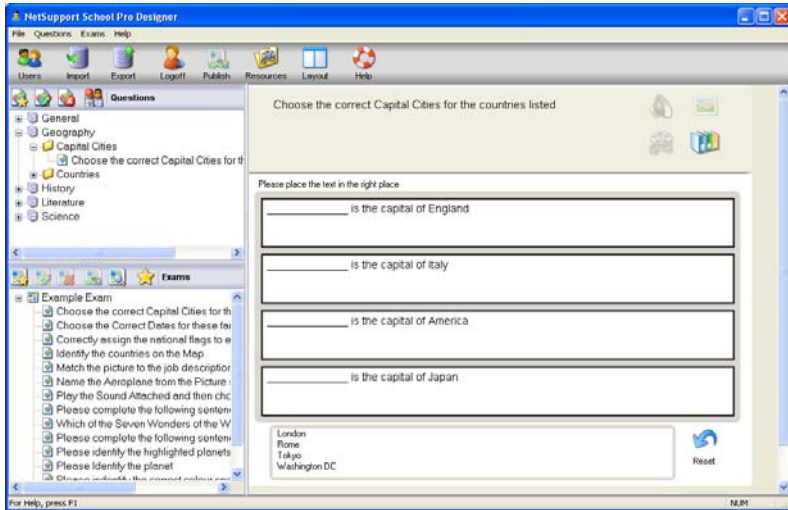 NetSupport School Pro Designer
File Questions Exams Help
Users Import Export Logoff Publish Resources Layout Help
Questions
General
Geography
Capital Cities
Choose the correct Capital Cities for th
Countries
History
Literature
Science
Exams
Example Exam
Choose the correct Capital Cities for th
Choose the Correct Dates for these fa
Correctly assign the national flags to e
Identify the countries on the Map
Match the picture to the job description
Name the Aeroplane from the Picture
Play the Sound Attached and then cho
Please complete the following senten
Which of the Seven Wonders of the W
Please complete the following senten
Please identify the highlighted planets
Please Identify the planet
Choose the correct Capital Cities for the countries listed
Please place the text in the right place
_____________ is the capital of England
_____________ is the capital of Italy
_____________ is the capital of America
_____________ is the capital of Japan
London
Rome
Tokyo
Washington DC
Reset
For Help, press F1
NUM